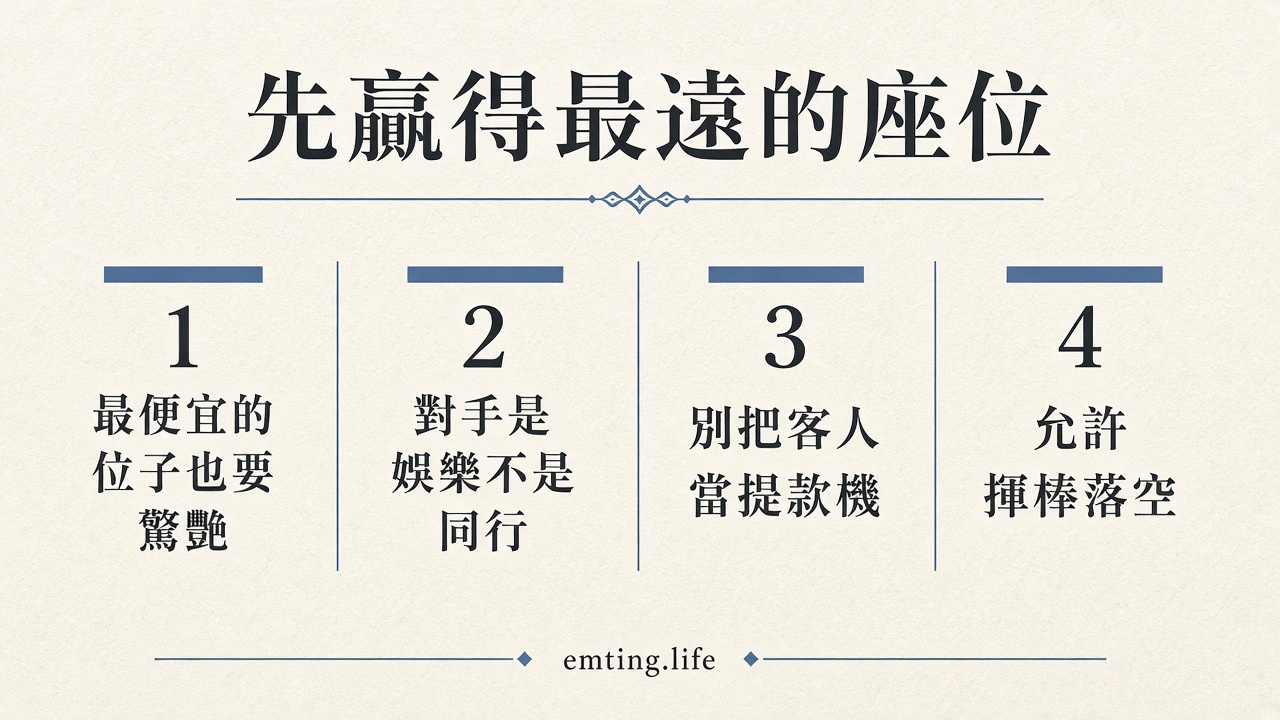 先贏得最遠的座位
1
最便宜的
位子也要
驚艷
2
對手是
娛樂不是
同行
3
別把客人
當提款機
4
允許
揮棒落空
emting.life